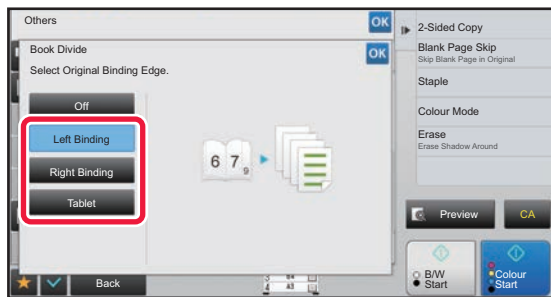 Others
OK
Book Divide
OK
Select Original Binding Edge.
Off
Left Binding
Right Binding
Tablet
6 7 9
Back
A3
2-Sided Copy
Blank Page Skip
Skip Blank Page in Original
Staple
Colour Mode
Erase
Erase Shadow Around
Preview
CA
B/W
Start
Colour
Start